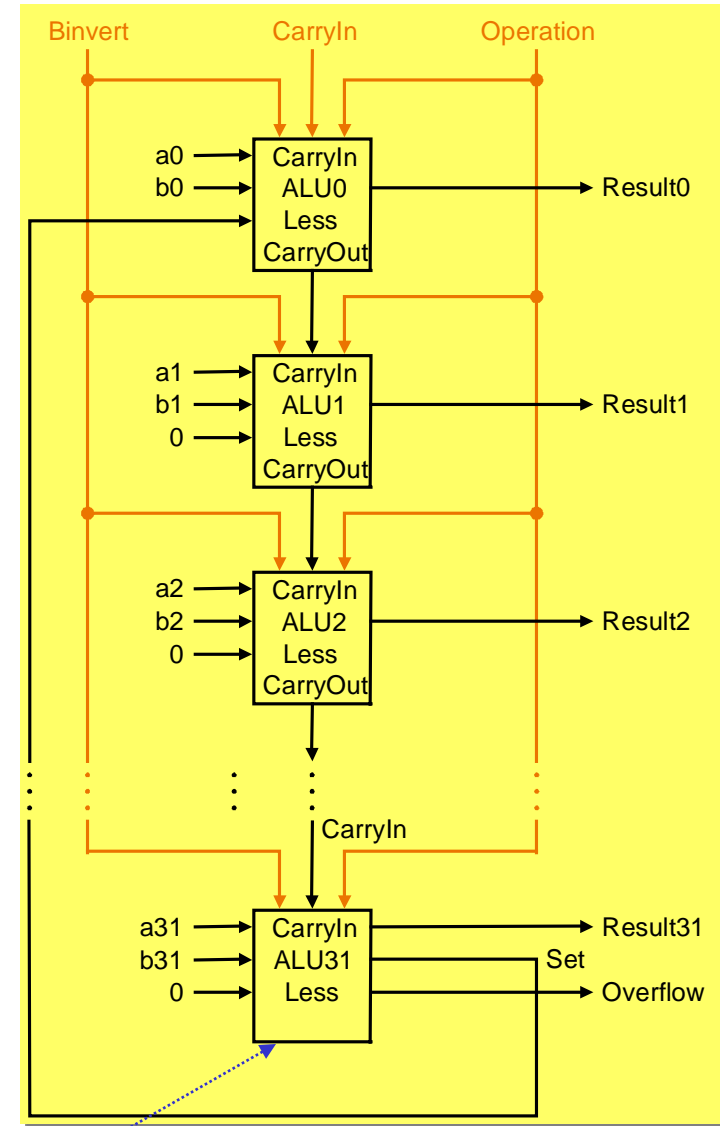 Binvert CarryIn Operation
a0 CarryIn
b0 ALU0 Result0
Less
CarryOut
a1 CarryIn
b1 ALU1 Result1
0 Less
CarryOut
a2 CarryIn
b2 ALU2 Result2
0 Less
CarryOut
CarryIn
a31 CarryIn Result31
b31 ALU31 Set
0 Less Overflow